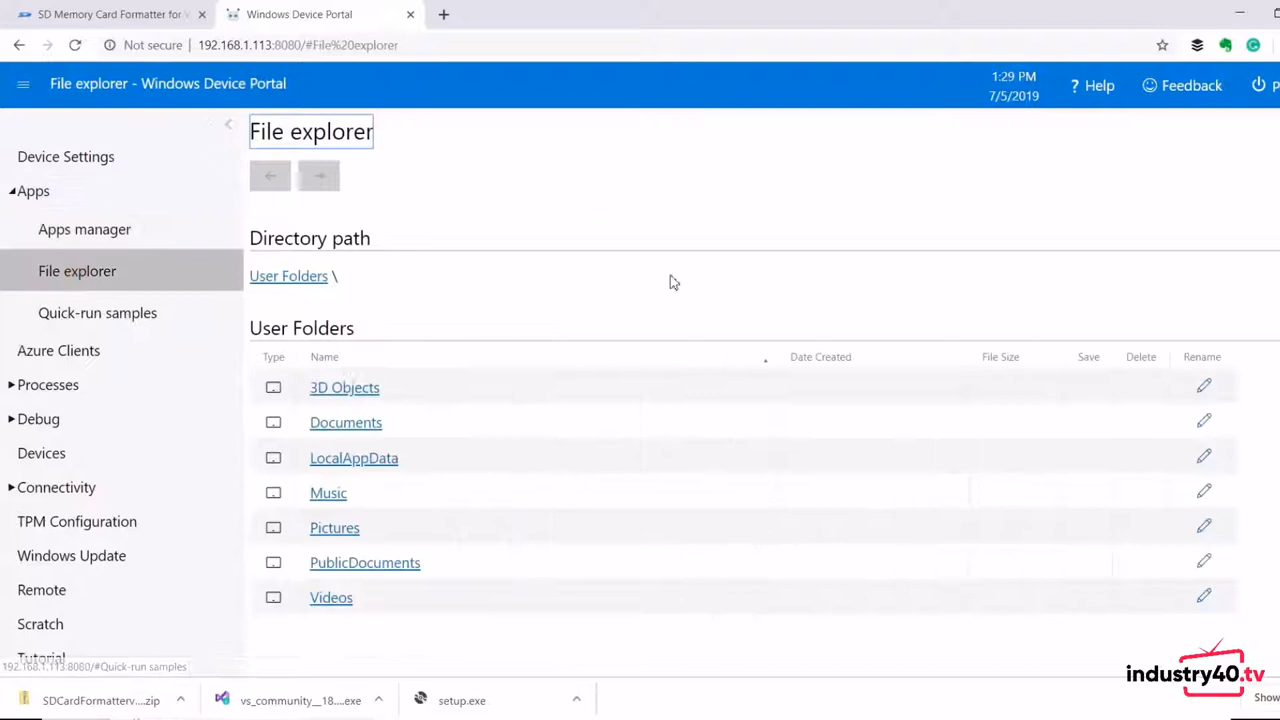 SD Memory Card Formatter for
Windows Device Portal
Not secure
192.168.1.113:8080/#File%20explorer
File explorer - Windows Device Portal
1:29 PM
7/5/2019
? Help
Feedback
File explorer
Device Settings
Apps
Apps manager
File explorer
Quick-run samples
Azure Clients
Processes
Debug
Devices
Connectivity
TPM Configuration
Windows Update
Remote
Scratch
Tutorial
Directory path
User Folders \
User Folders
Type Name Date Created File Size Save Delete Rename
3D Objects
Documents
LocalAppData
Music
Pictures
PublicDocuments
Videos
192.168.1.113:8080/#Quick-run samples
SDCardFormatterv....zip
vs_community__18....exe
setup.exe
Show
industry40.tv